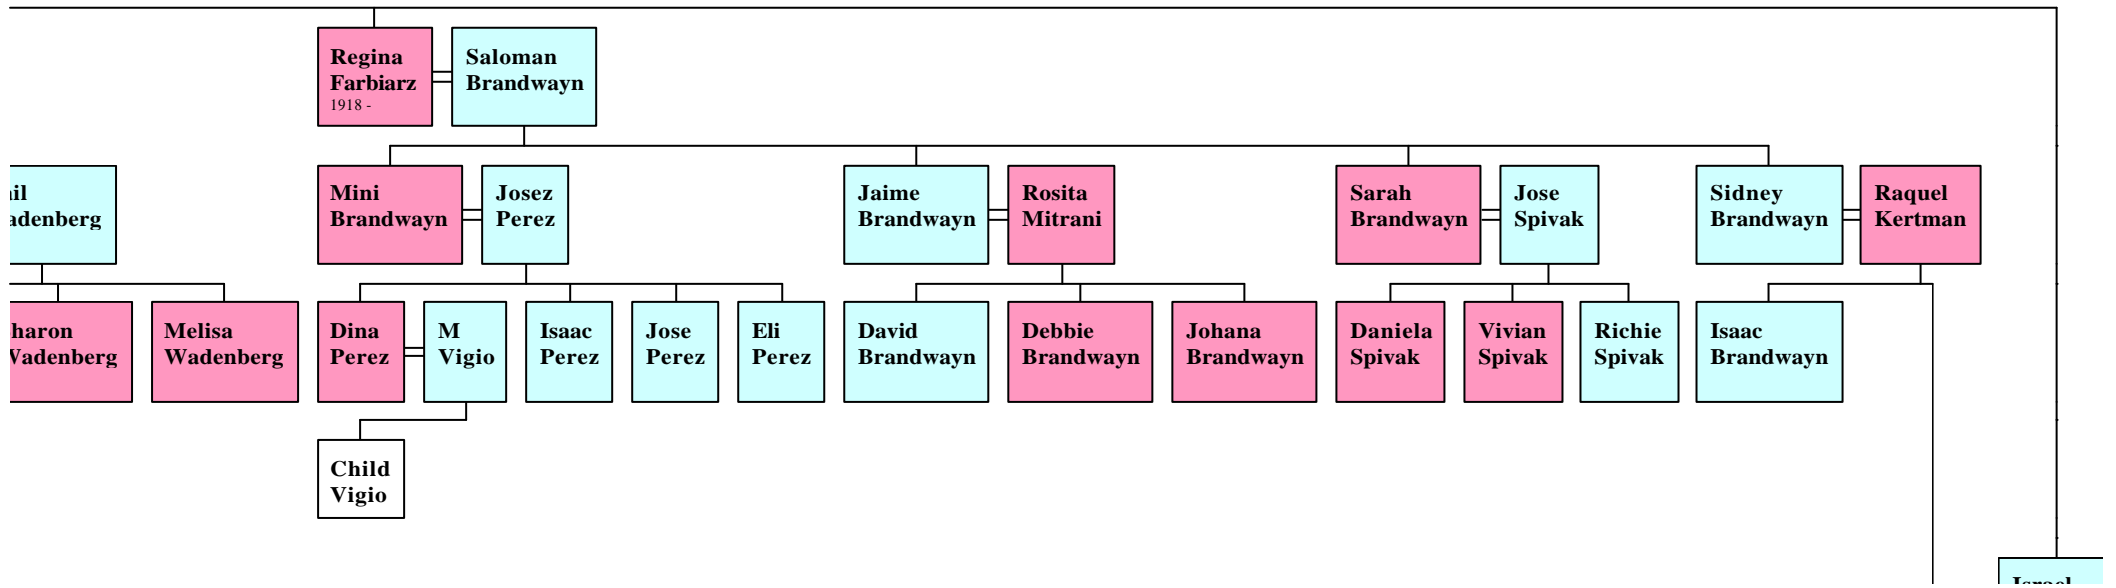 Regina
Farbiarz
1918 -
Saloman
Brandwayn
Mini
Brandwayn
Josez
Perez
Jaime
Brandwayn
Rosita
Mitrani
Sarah
Brandwayn
Jose
Spivak
Sidney
Brandwayn
Raquel
Kertman
Melisa
Wadenberg
Dina
Perez
M
Vigio
Isaac
Perez
Jose
Perez
Eli
Perez
David
Brandwayn
Debbie
Brandwayn
Johana
Brandwayn
Daniela
Spivak
Vivian
Spivak
Richie
Spivak
Isaac
Brandwayn
Child
Vigio
Israel